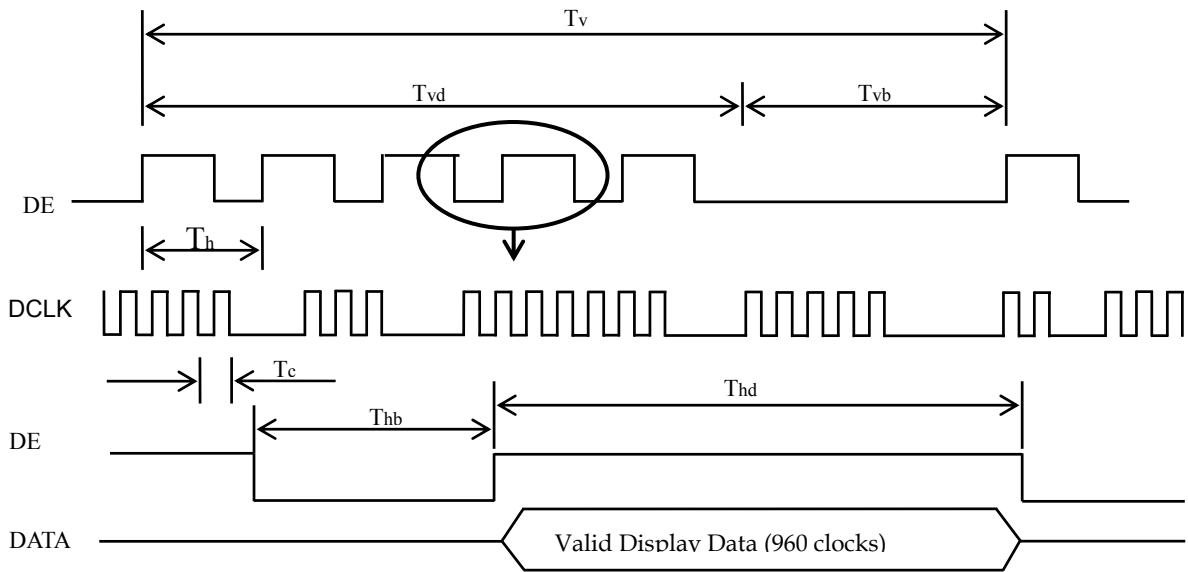 Tv
Tvd
Tvb
DE
Th
DCLK
Tc
Thd
Thb
DE
DATA
Valid Display Data (960 clocks)